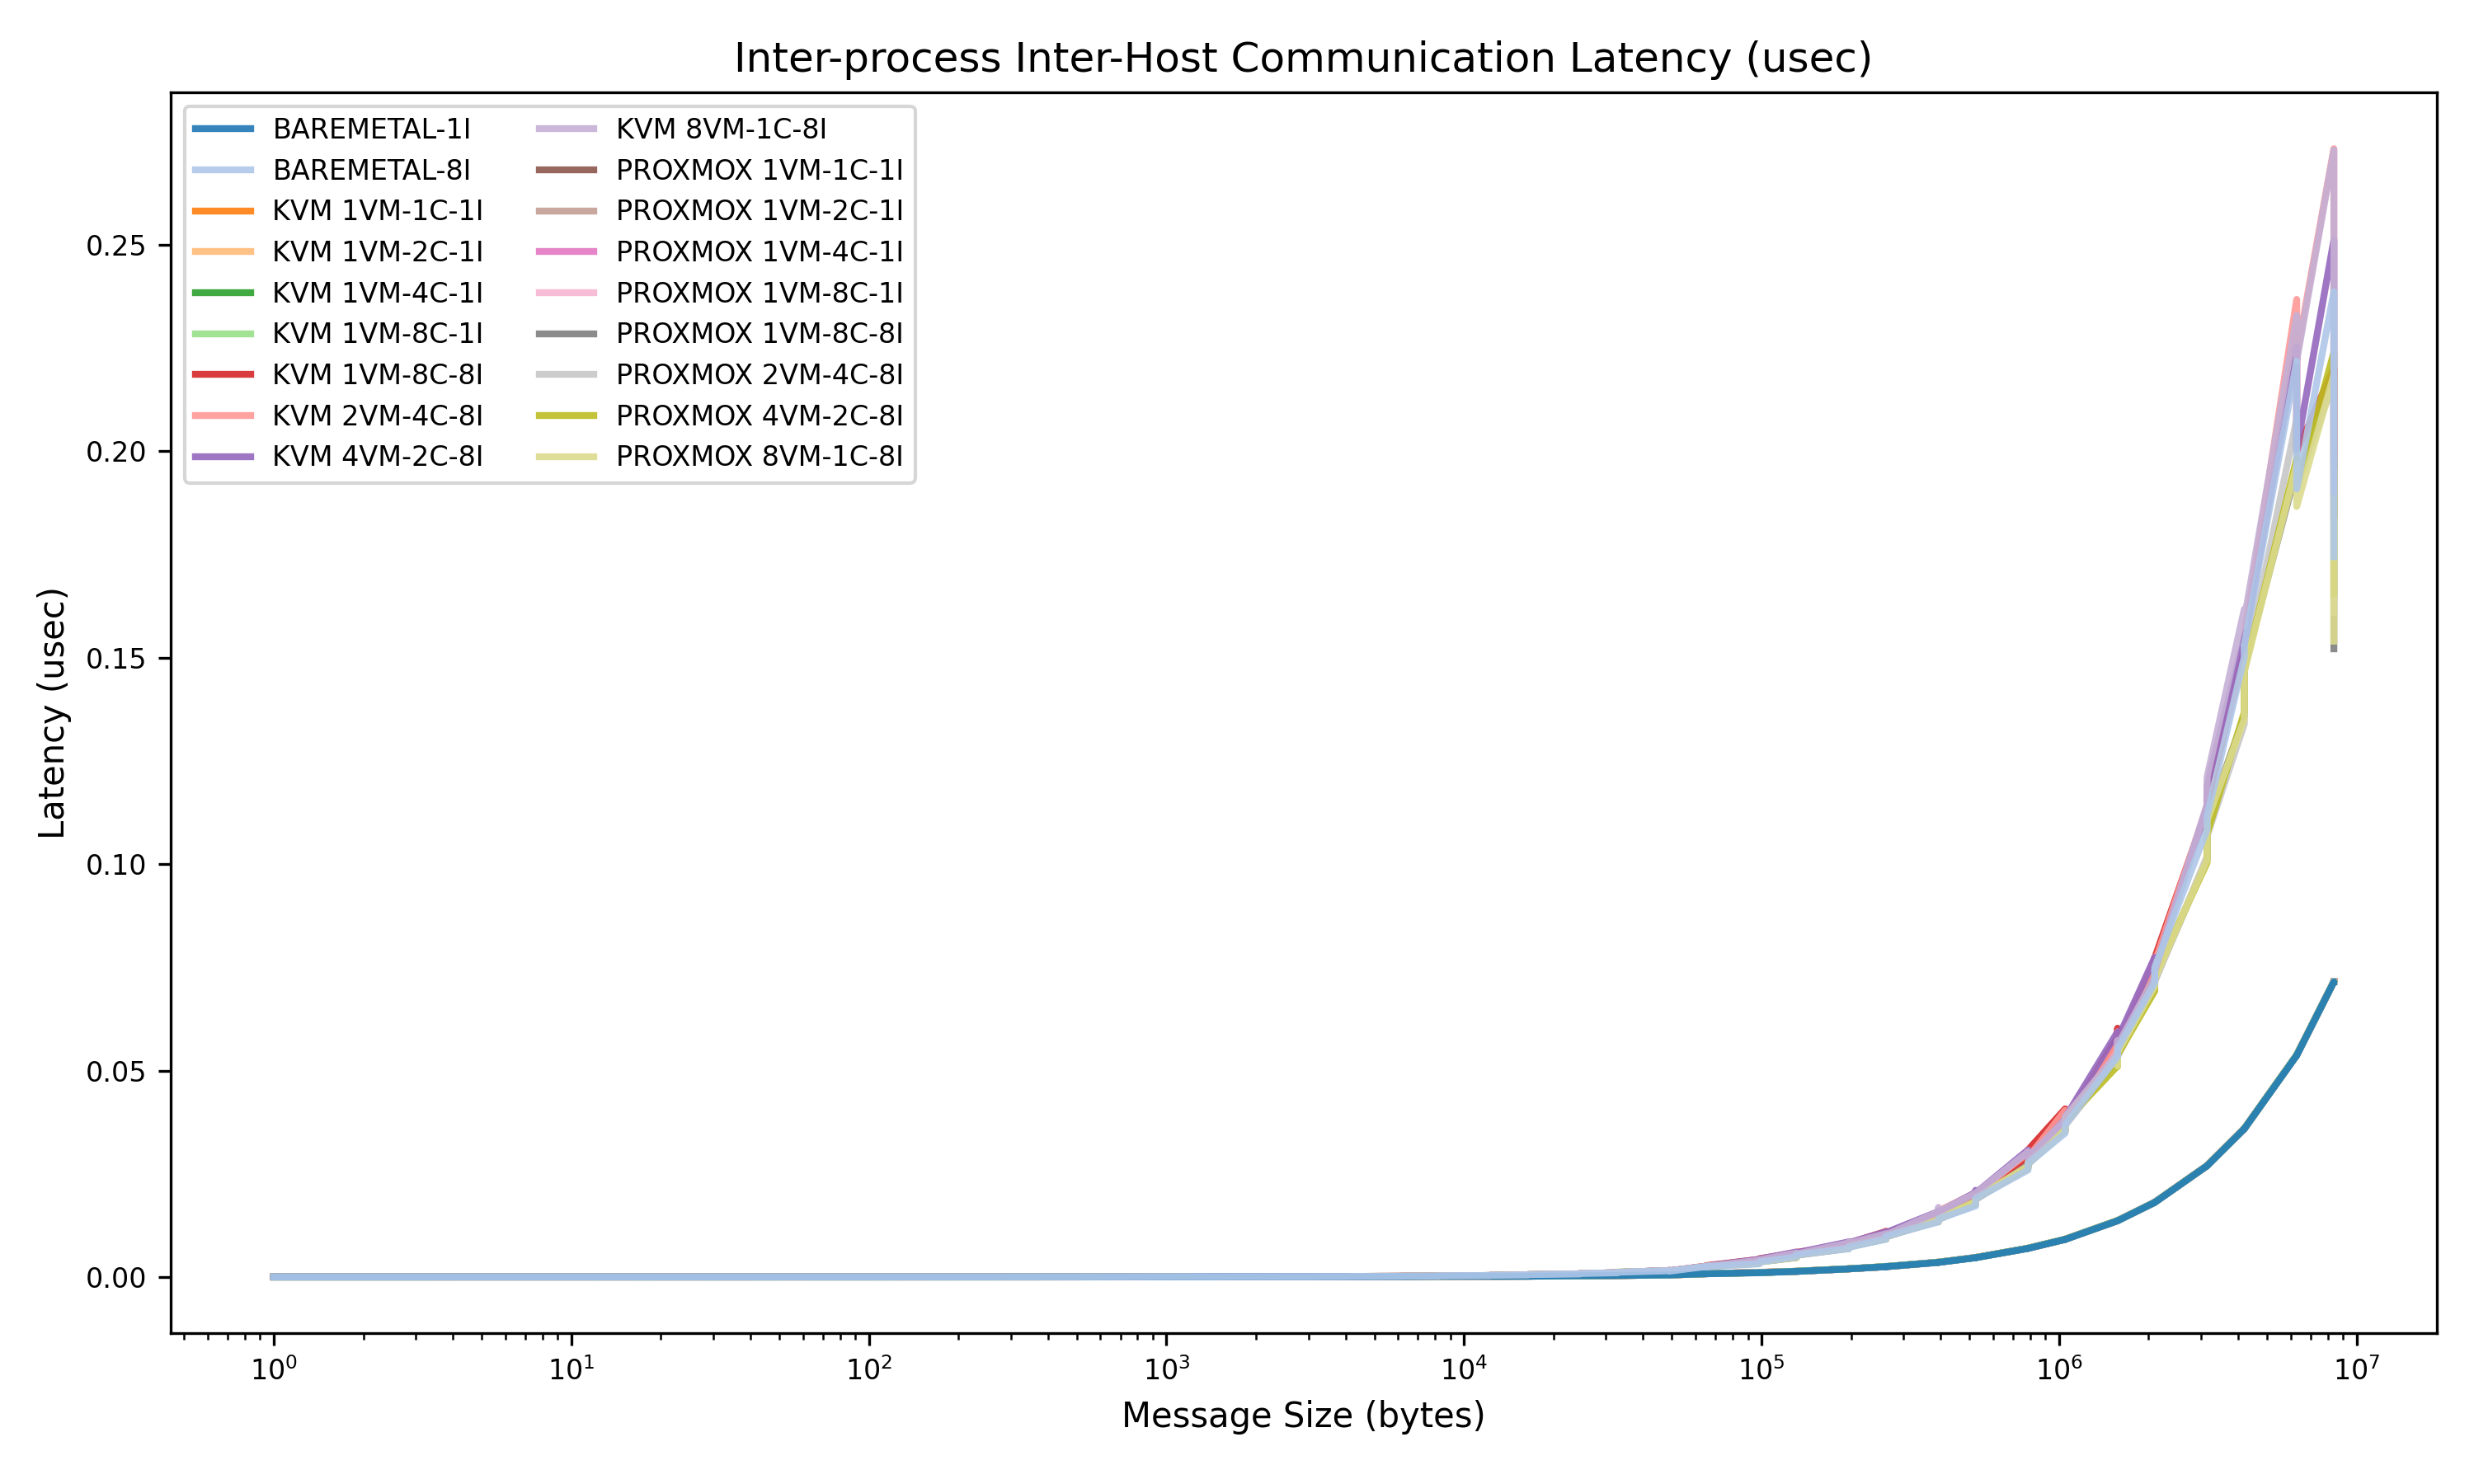 Inter-process Inter-Host Communication Latency (usec)
BAREMETAL-1I
BAREMETAL-8I
KVM 1VM-1C-1I
KVM 1VM-2C-1I
KVM 1VM-4C-1I
KVM 1VM-8C-1I
KVM 1VM-8C-8I
KVM 2VM-4C-8I
KVM 4VM-2C-8I
KVM 8VM-1C-8I
PROXMOX 1VM-1C-1I
PROXMOX 1VM-2C-1I
PROXMOX 1VM-4C-1I
PROXMOX 1VM-8C-1I
PROXMOX 1VM-8C-8I
PROXMOX 2VM-4C-8I
PROXMOX 4VM-2C-8I
PROXMOX 8VM-1C-8I
Latency (usec)
0.25
0.20
0.15
0.10
0.05
0.00
10⁰ 10¹ 10² 10³ 10⁴ 10⁵ 10⁶ 10⁷
Message Size (bytes)